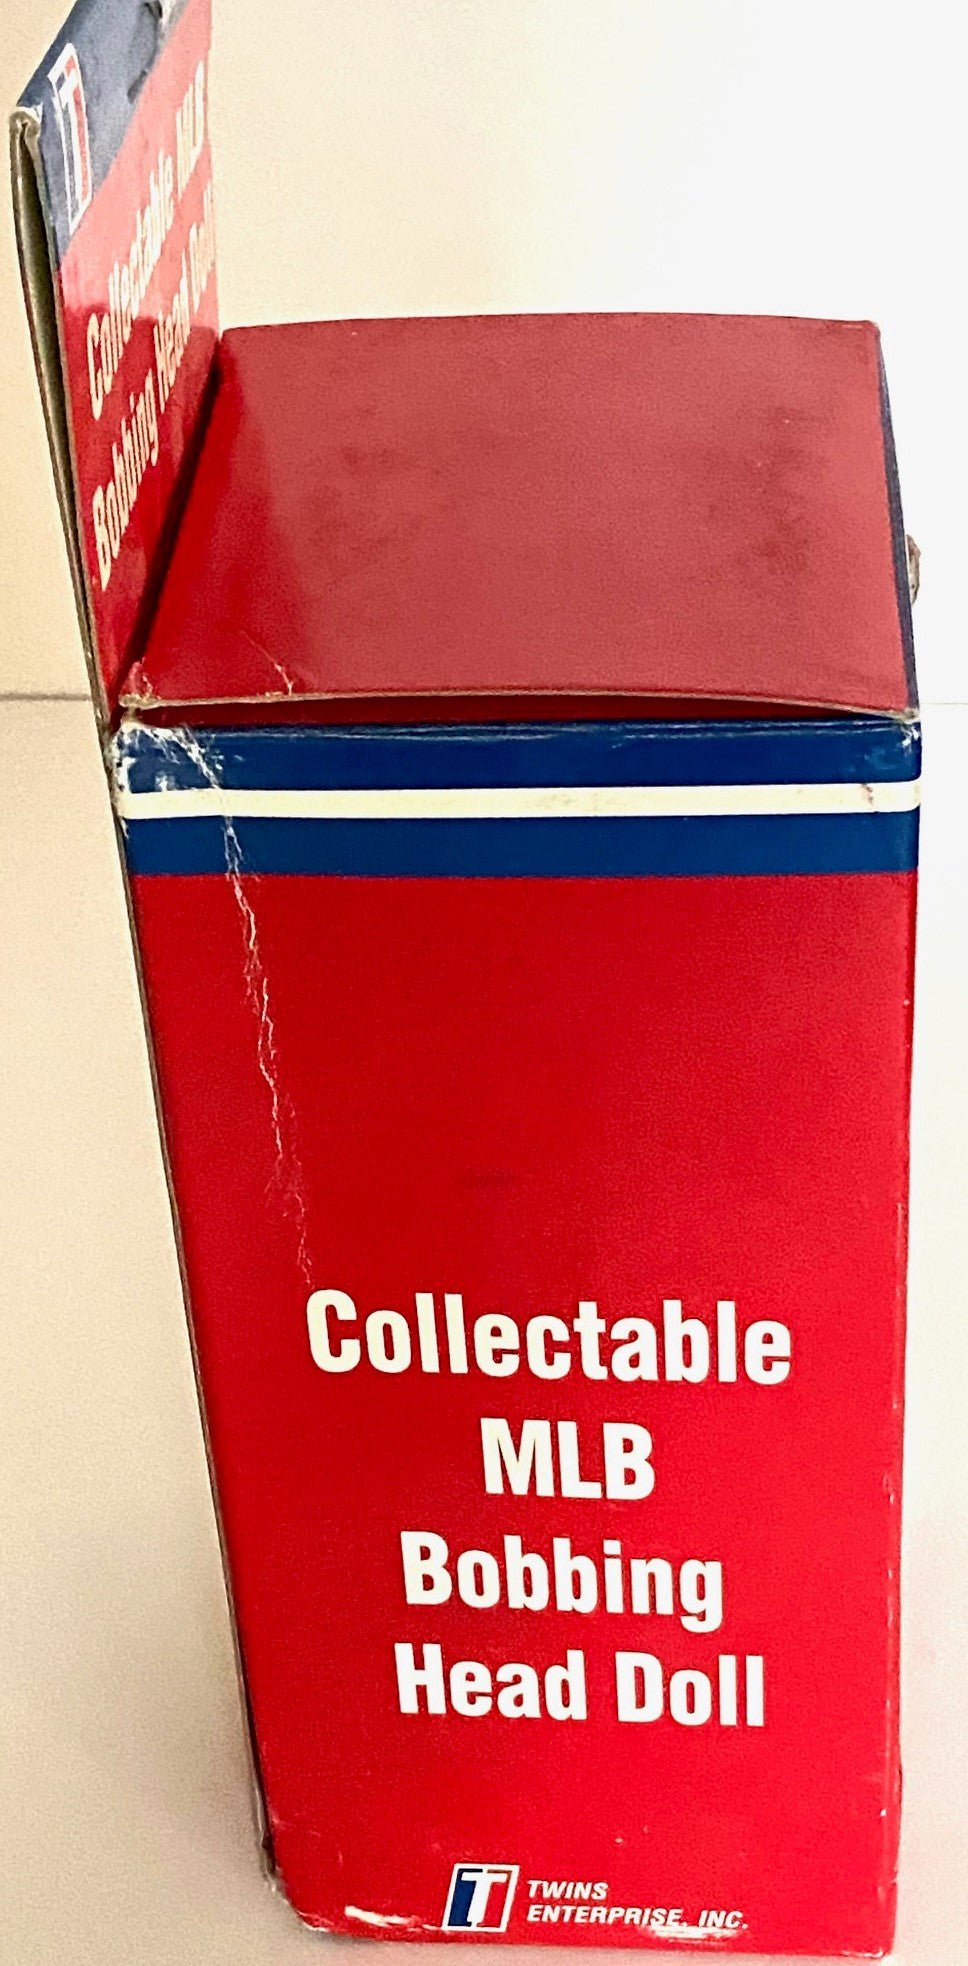 T
Collectable MLB
Bobbing Head Doll
Collectable
MLB
Bobbing
Head Doll
T TWINS
ENTERPRISE, INC.